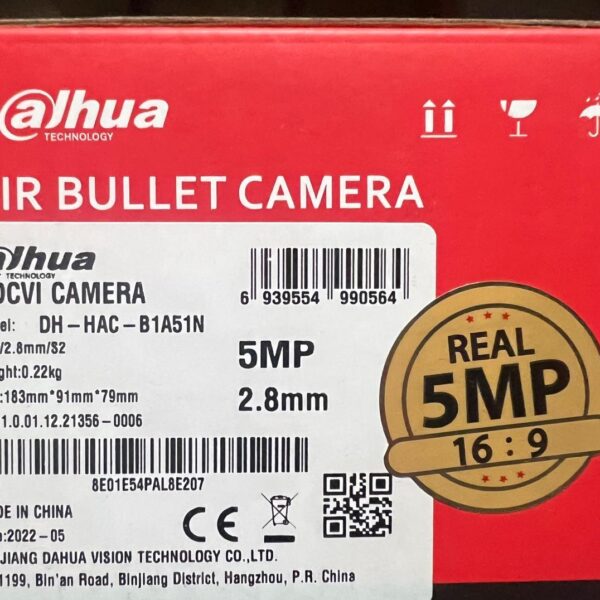 alhua
TECHNOLOGY
IR BULLET CAMERA
alhua
TECHNOLOGY
DCVI CAMERA
el: DH-HAC-B1A51N
/2.8mm/S2
ght:0.22kg
:183mm*91mm*79mm
1.0.01.12.21356-0006
6 939554 990564
5MP
2.8mm
REAL
5MP
16:9
8E01E54PAL8E207
DE IN CHINA
:2022-05
CE
JIANG DAHUA VISION TECHNOLOGY CO.,LTD.
1199, Bin'an Road, Binjiang District, Hangzhou, P.R. China